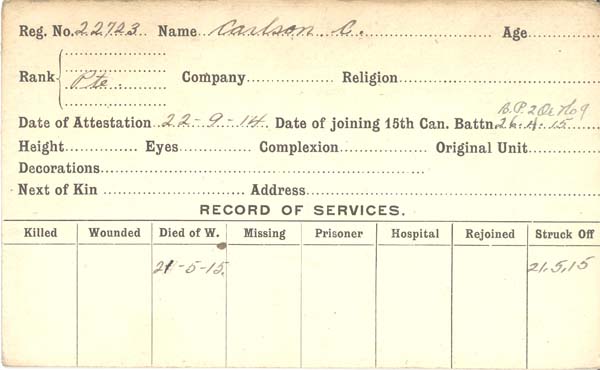 Reg. No. 22723 Name Carlson C. Age
Rank Pte. Company Religion
B.P.
Date of Attestation 22-9-14 Date of joining 15th Can. Battn. 26.4.15
Height Eyes Complexion Original Unit
Decorations
Next of Kin Address
RECORD OF SERVICES.
Killed Wounded Died of W. Missing Prisoner Hospital Rejoined Struck Off
21-5-15. 21.5.15